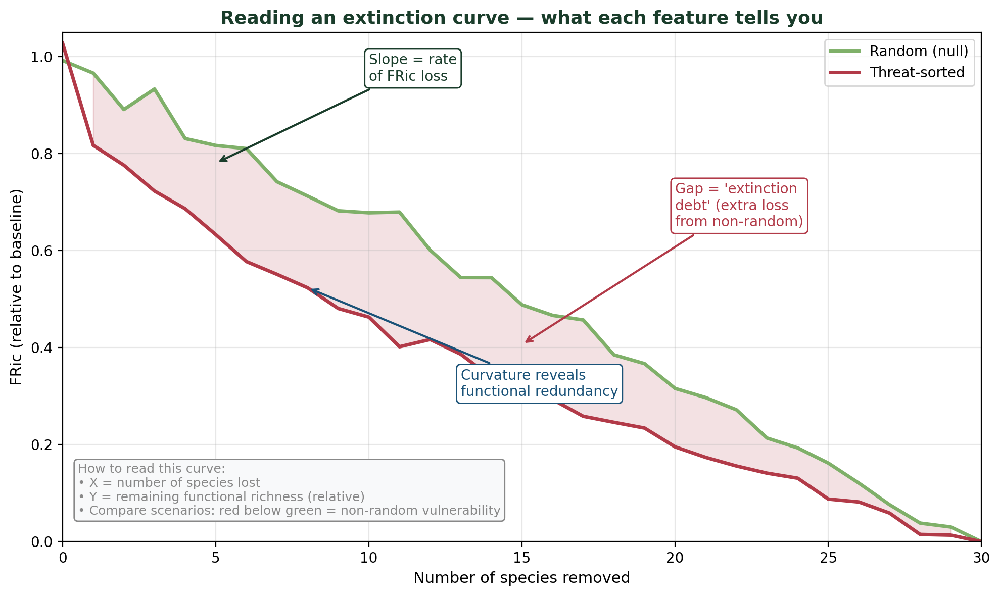 Reading an extinction curve — what each feature tells you
Random (null)
Threat-sorted
Slope = rate
of FRic loss
Gap = 'extinction
debt' (extra loss
from non-random)
Curvature reveals
functional redundancy
How to read this curve:
• X = number of species lost
• Y = remaining functional richness (relative)
• Compare scenarios: red below green = non-random vulnerability
FRic (relative to baseline)
1.0
0.8
0.6
0.4
0.2
0.0
0 5 10 15 20 25 30
Number of species removed